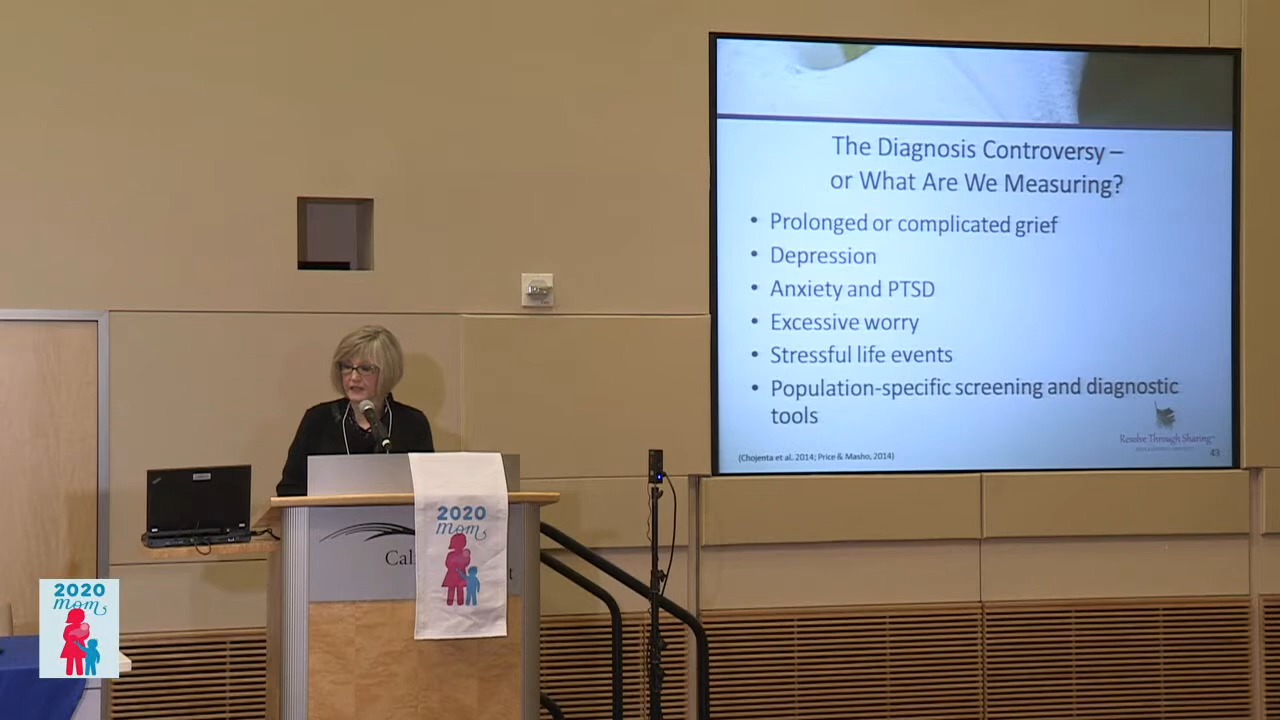 The Diagnosis Controversy –
or What Are We Measuring?
• Prolonged or complicated grief
• Depression
• Anxiety and PTSD
• Excessive worry
• Stressful life events
• Population-specific screening and diagnostic
tools
Resolve Through Sharing
(Chojenta et al. 2014; Price & Masho, 2014)
43
2020
mom
Cal
t
2020
mom